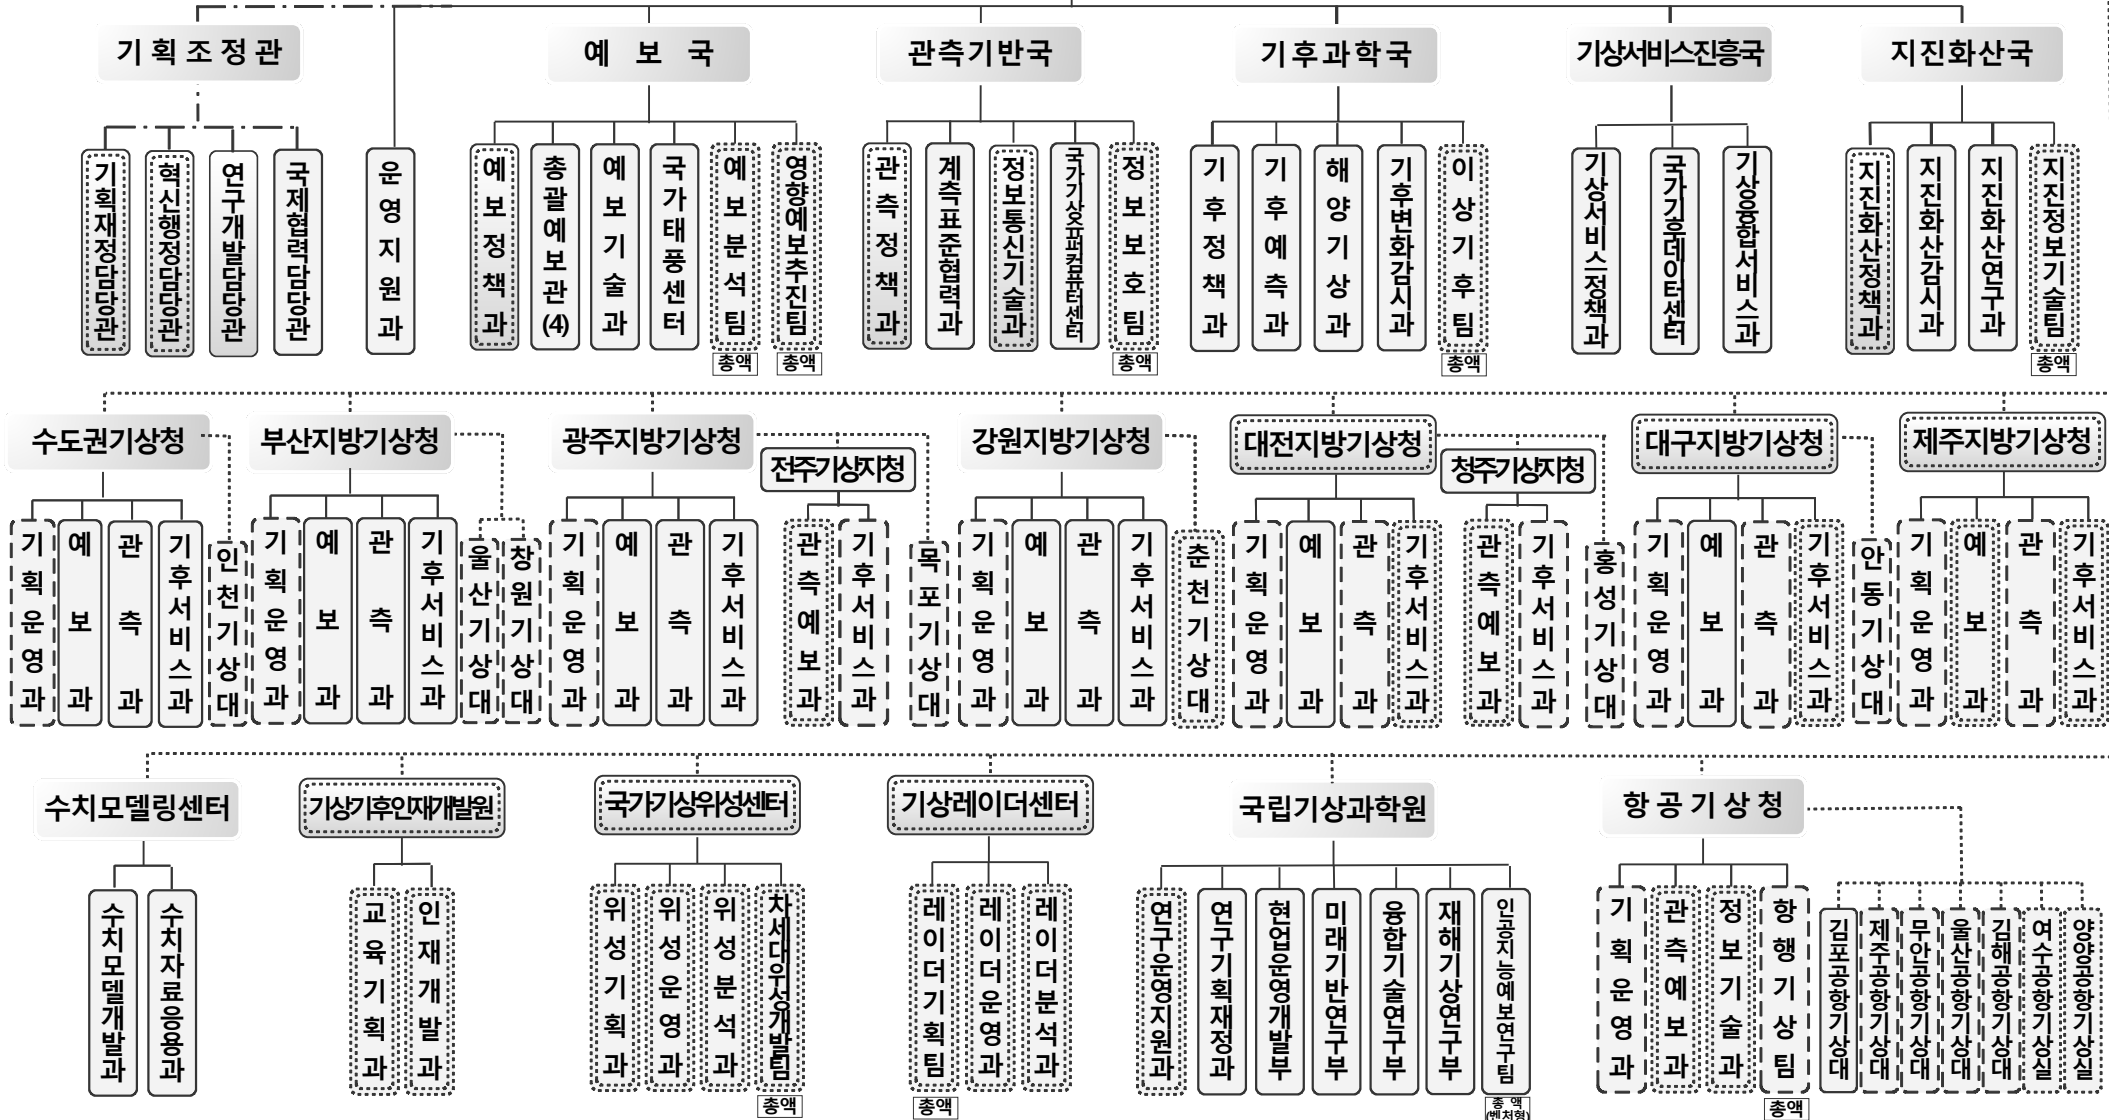 기획조정관
예 보 국
관측기반국
기후과학국
기상서비스진흥국
지진화산국
기획재정담당관
혁신행정담당관
연구개발담당관
국제협력담당관
운영지원과
예보정책과
총괄예보관(4)
예보기술과
국가태풍센터
예보분석팀
영향예보추진팀
관측정책과
계측표준협력과
정보통신기술과
국가기상슈퍼컴퓨터센터
정보보호팀
기후정책과
기후예측과
해양기상과
기후변화감시과
이상기후팀
기상서비스정책과
국가기후데이터센터
기상융합서비스과
지진화산정책과
지진화산감시과
지진화산연구과
지진정보기술팀
총액
총액
총액
총액
총액
수도권기상청
부산지방기상청
광주지방기상청
전주기상지청
강원지방기상청
대전지방기상청
청주기상지청
대구지방기상청
제주지방기상청
기획운영과
예보과
관측과
기후서비스과
인천기상대
기획운영과
예보과
관측과
기후서비스과
울산기상대
창원기상대
기획운영과
예보과
관측과
기후서비스과
관측예보과
기후서비스과
목포기상대
기획운영과
예보과
관측과
기후서비스과
춘천기상대
기획운영과
예보과
관측과
기후서비스과
관측예보과
기후서비스과
홍성기상대
기획운영과
예보과
관측과
기후서비스과
안동기상대
기획운영과
예보과
관측과
기후서비스과
수치모델링센터
기상기후인재개발원
국가기상위성센터
기상레이더센터
국립기상과학원
항공기상청
수치모델개발과
수치자료응용과
교육기획과
인재개발과
위성기획과
위성운영과
위성분석과
차세대위성개발팀
레이더기획팀
레이더운영과
레이더분석과
연구운영지원과
연구기획재정과
현업운영개발부
미래기반연구부
융합기술연구부
재해기상연구부
인공지능예보연구팀
기획운영과
관측예보과
정보기술과
항행기상팀
김포공항기상대
제주공항기상대
무안공항기상대
울산공항기상대
김해공항기상대
여수공항기상실
양양공항기상실
총액
총액
총 액
(벤처형)
총액